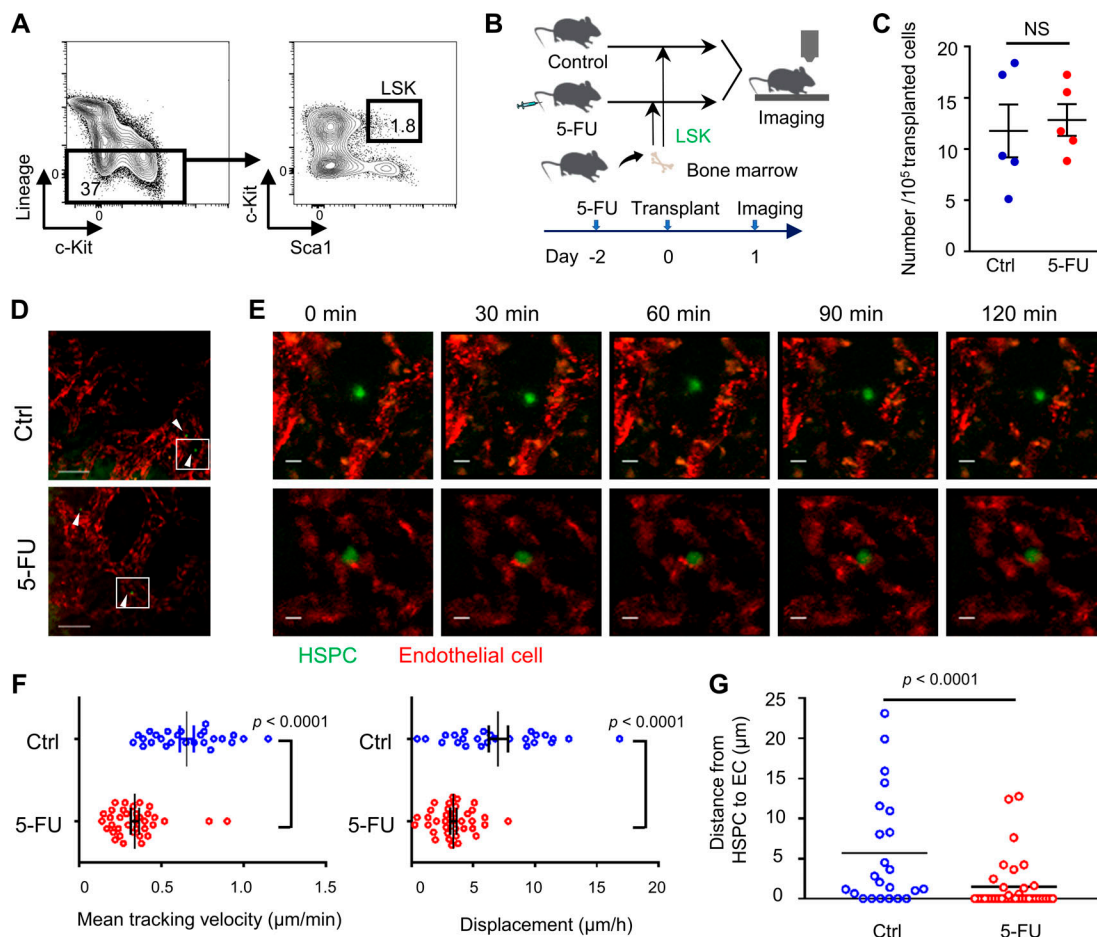 A
Lineage
0
37
0
c-Kit
LSK
1.8
c-Kit
0
0
Sca1
B
Control
5-FU
LSK
Imaging
Bone marrow
5-FU Transplant Imaging
Day -2 0 1
C
NS
Number /10⁵ transplanted cells
20
15
10
5
0
Ctrl 5-FU
D
Ctrl
5-FU
E
0 min 30 min 60 min 90 min 120 min
HSPC Endothelial cell
F
p < 0.0001
Ctrl
5-FU
0 0.5 1.0 1.5
Mean tracking velocity (µm/min)
p < 0.0001
Ctrl
5-FU
0 5 10 15 20
Displacement (µm/h)
G
p < 0.0001
Distance from
HSPC to EC (µm)
25
20
15
10
5
0
Ctrl 5-FU